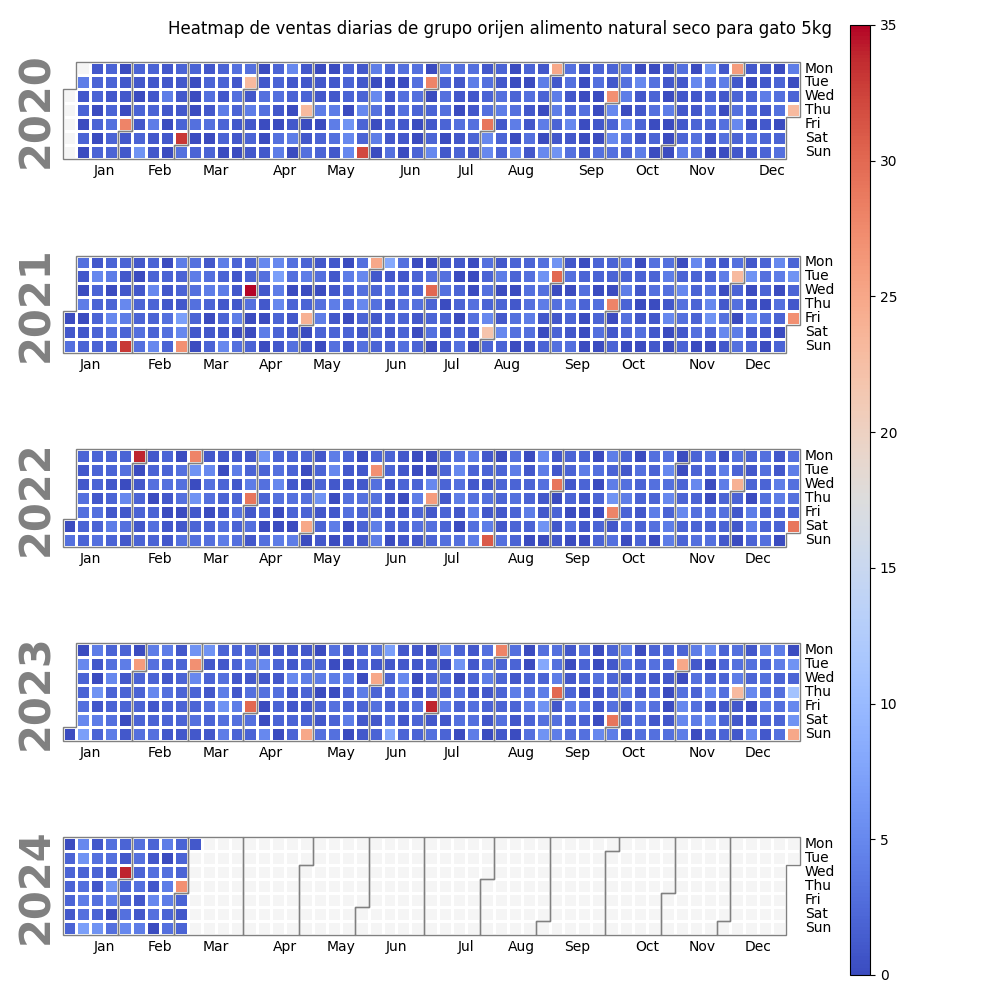 Heatmap de ventas diarias de grupo orijen alimento natural seco para gato 5kg
2020
Mon
Tue
Wed
Thu
Fri
Sat
Sun
Jan Feb Mar Apr May Jun Jul Aug Sep Oct Nov Dec
2021
Mon
Tue
Wed
Thu
Fri
Sat
Sun
Jan Feb Mar Apr May Jun Jul Aug Sep Oct Nov Dec
2022
Mon
Tue
Wed
Thu
Fri
Sat
Sun
Jan Feb Mar Apr May Jun Jul Aug Sep Oct Nov Dec
2023
Mon
Tue
Wed
Thu
Fri
Sat
Sun
Jan Feb Mar Apr May Jun Jul Aug Sep Oct Nov Dec
2024
Mon
Tue
Wed
Thu
Fri
Sat
Sun
Jan Feb Mar Apr May Jun Jul Aug Sep Oct Nov Dec
35
30
25
20
15
10
5
0